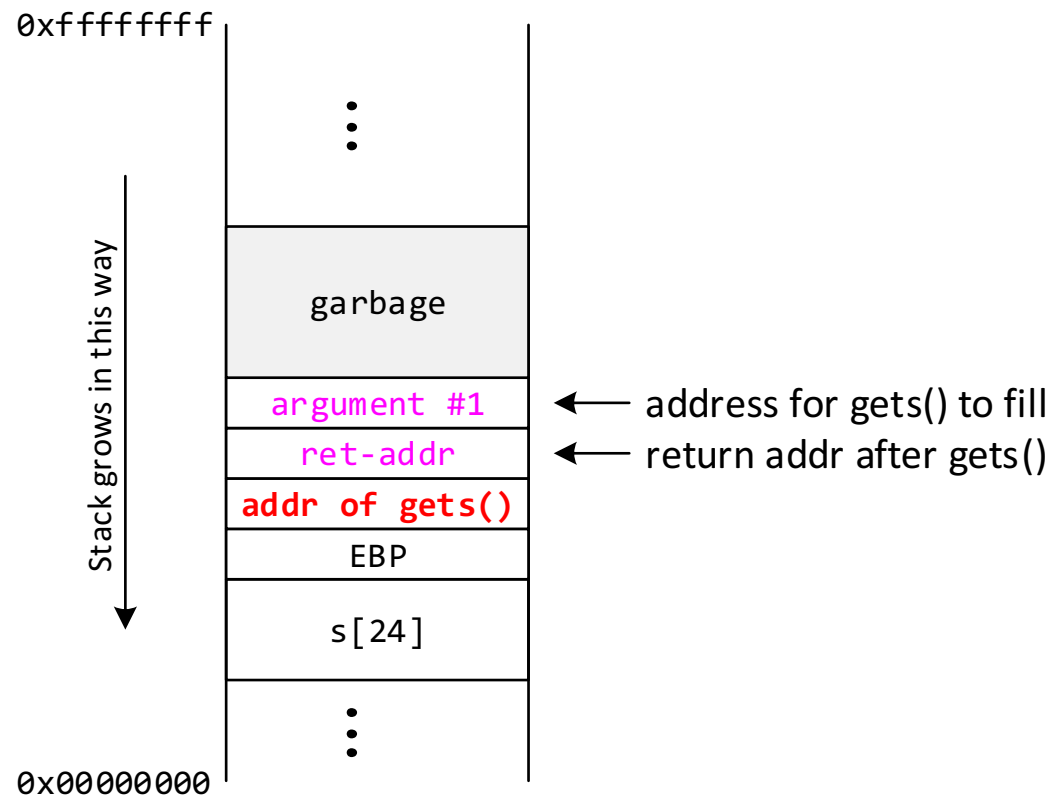 0xffffffff
Stack grows in this way
garbage
argument #1
address for gets() to fill
ret-addr
return addr after gets()
addr of gets()
EBP
s[24]
0x00000000